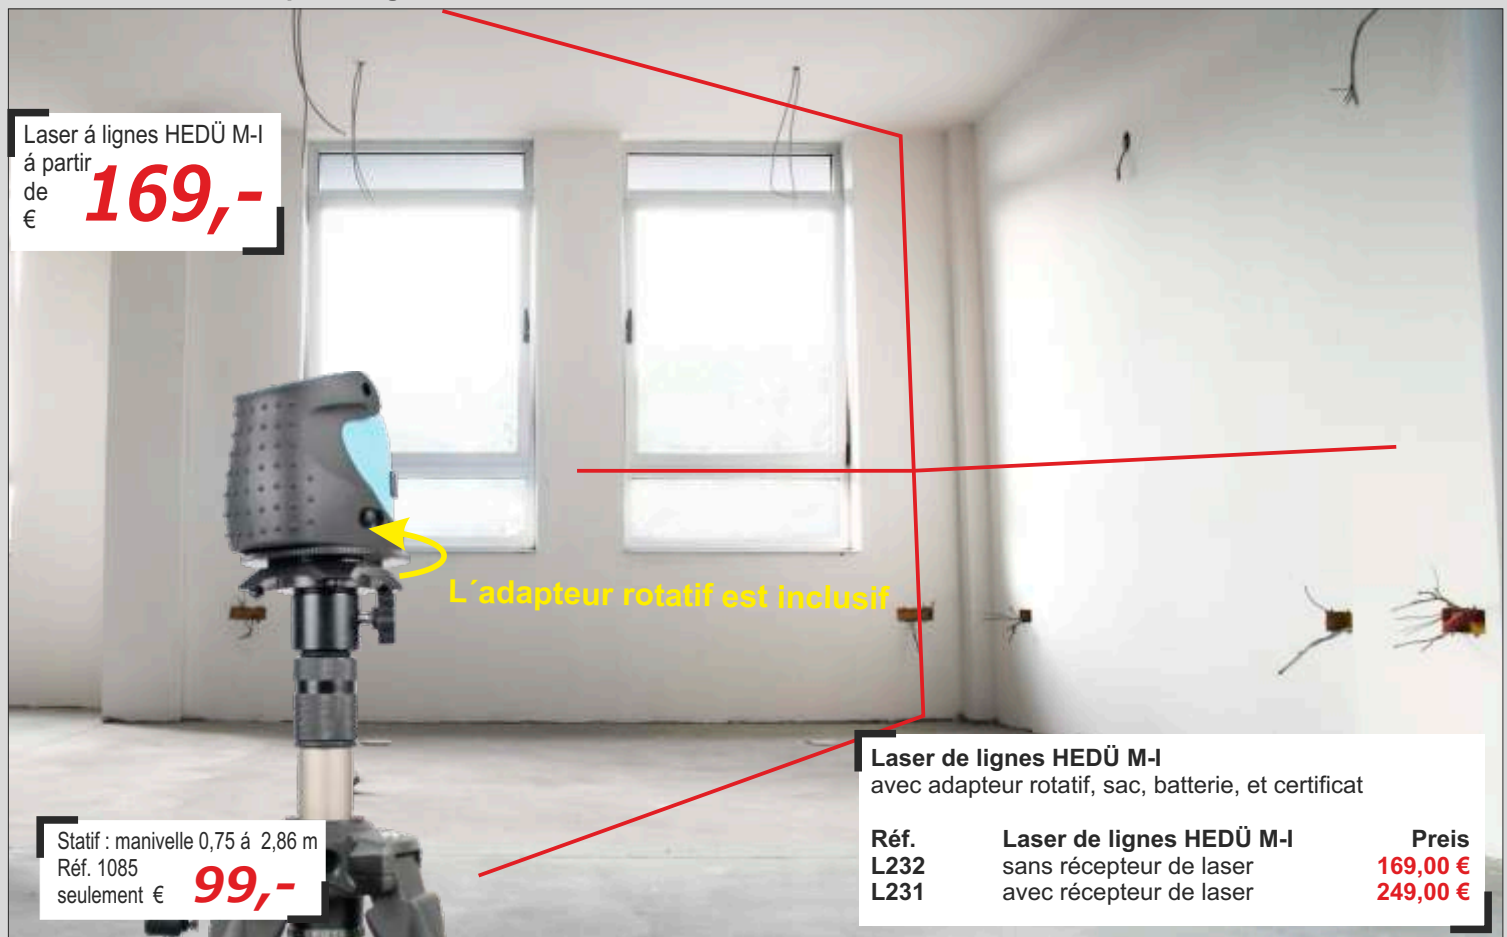 Laser á lignes HEDÜ M-I
á partir
de
€ 169,-
L´adapteur rotatif est inclusif
Statif : manivelle 0,75 á 2,86 m
Réf. 1085
seulement € 99,-
Laser de lignes HEDÜ M-I
avec adapteur rotatif, sac, batterie, et certificat
Réf. Laser de lignes HEDÜ M-I Preis
L232 sans récepteur de laser 169,00 €
L231 avec récepteur de laser 249,00 €